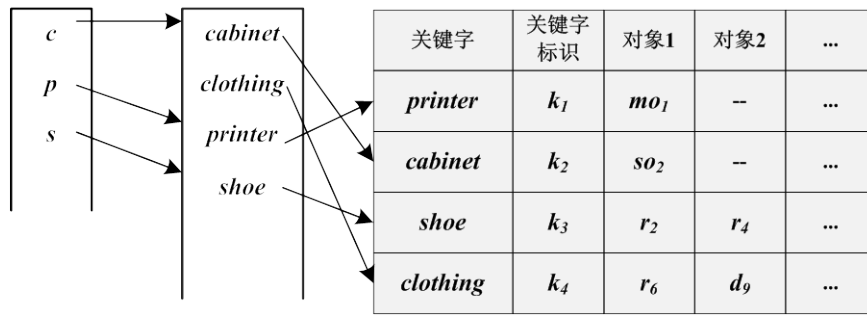 c
p
s
cabinet
clothing
printer
shoe
关键字 关键字标识 对象1 对象2 ...
printer k₁ mo₁ -- ...
cabinet k₂ so₂ -- ...
shoe k₃ r₂ r₄ ...
clothing k₄ r₆ d₉ ...